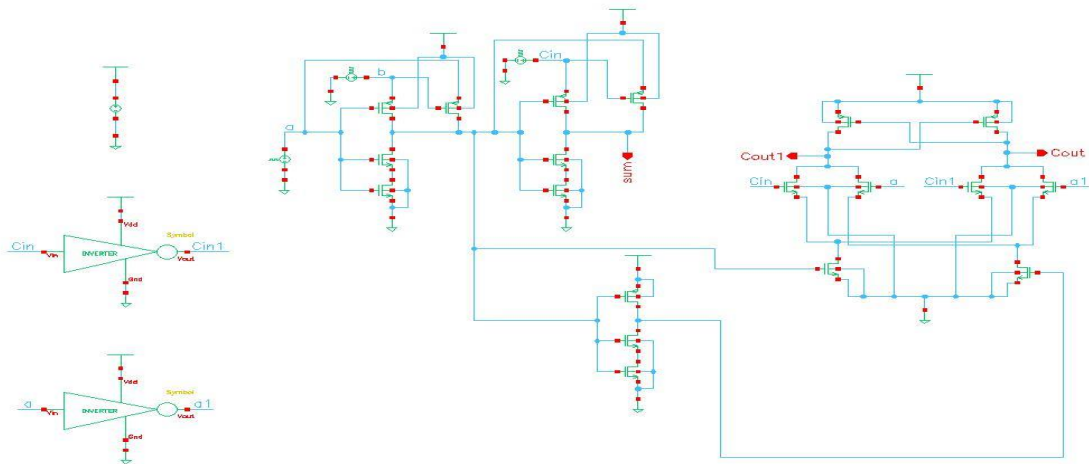 Cin
b
a
sum
Cout1
Cout
Cin
a
Cin1
a1
Vdd
Symbol
Cin
Vin
INVERTER
Vout
Cin1
Gnd
Vdd
Symbol
a
Vin
INVERTER
Vout
a1
Gnd